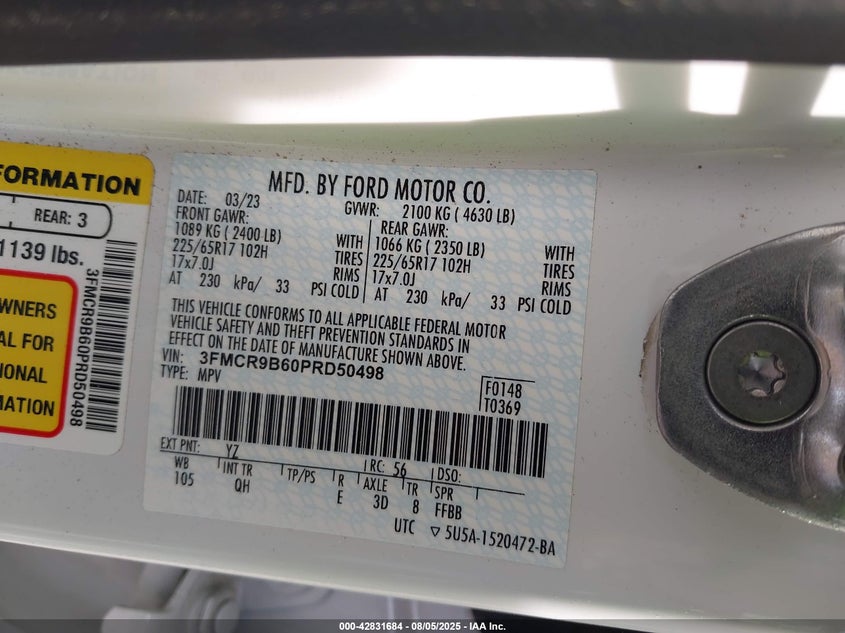 FORMATION
REAR: 3
1139 lbs.
3FMCR9B60PRD50498
WNERS
AL FOR
IONAL
MATION
MFD. BY FORD MOTOR CO.
DATE: 03/23 GVWR: 2100 KG ( 4630 LB)
FRONT GAWR: REAR GAWR:
1089 KG ( 2400 LB) WITH 1066 KG ( 2350 LB) WITH
225/65R17 102H TIRES 225/65R17 102H TIRES
17x7.0J RIMS 17x7.0J RIMS
AT 230 kPa/ 33 PSI COLD AT 230 kPa/ 33 PSI COLD
THIS VEHICLE CONFORMS TO ALL APPLICABLE FEDERAL MOTOR
VEHICLE SAFETY AND THEFT PREVENTION STANDARDS IN
EFFECT ON THE DATE OF MANUFACTURE SHOWN ABOVE.
VIN: 3FMCR9B60PRD50498
TYPE: MPV
F0148
T0369
EXT PNT: YZ RC: 56 DSO:
WB INT TR TP/PS R AXLE TR SPR
105 QH E 3D 8 FFBB
UTC ▽ 5U5A-1520472-BA
000-42831684 | 08/05/2025 | IAA Inc.